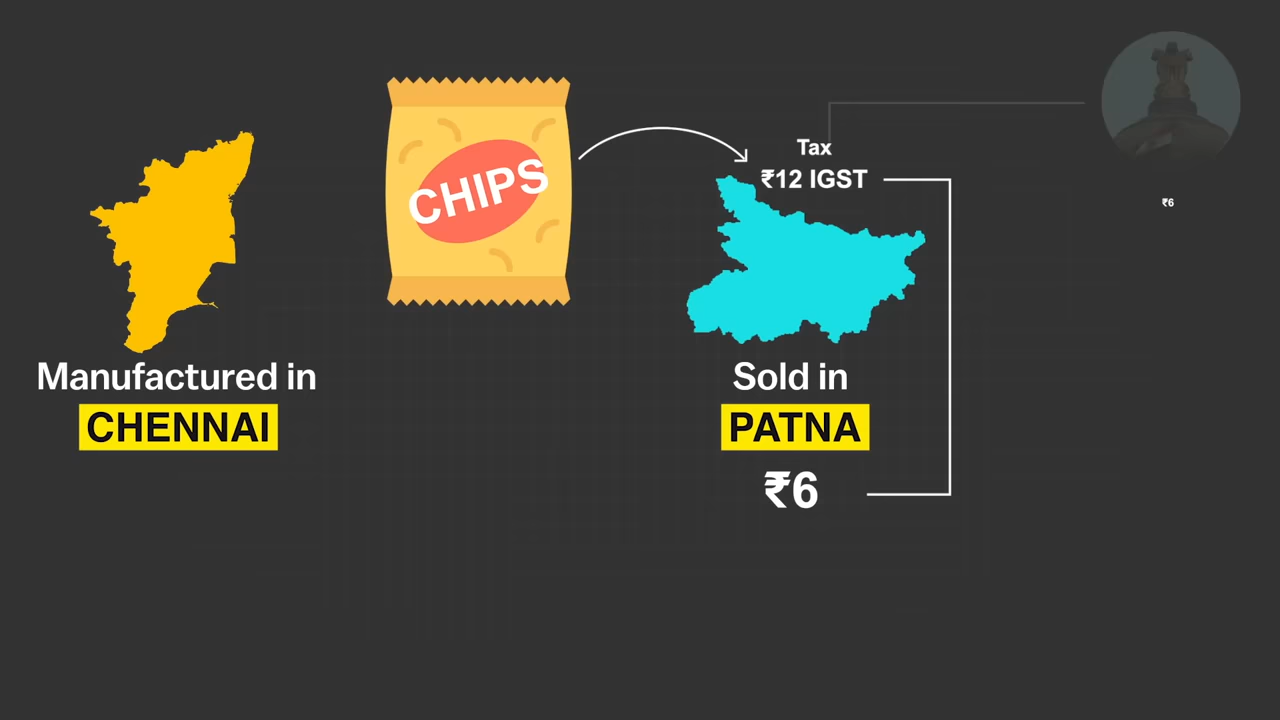 CHIPS
Tax
₹12 IGST
₹6
Manufactured in
CHENNAI
Sold in
PATNA
₹6